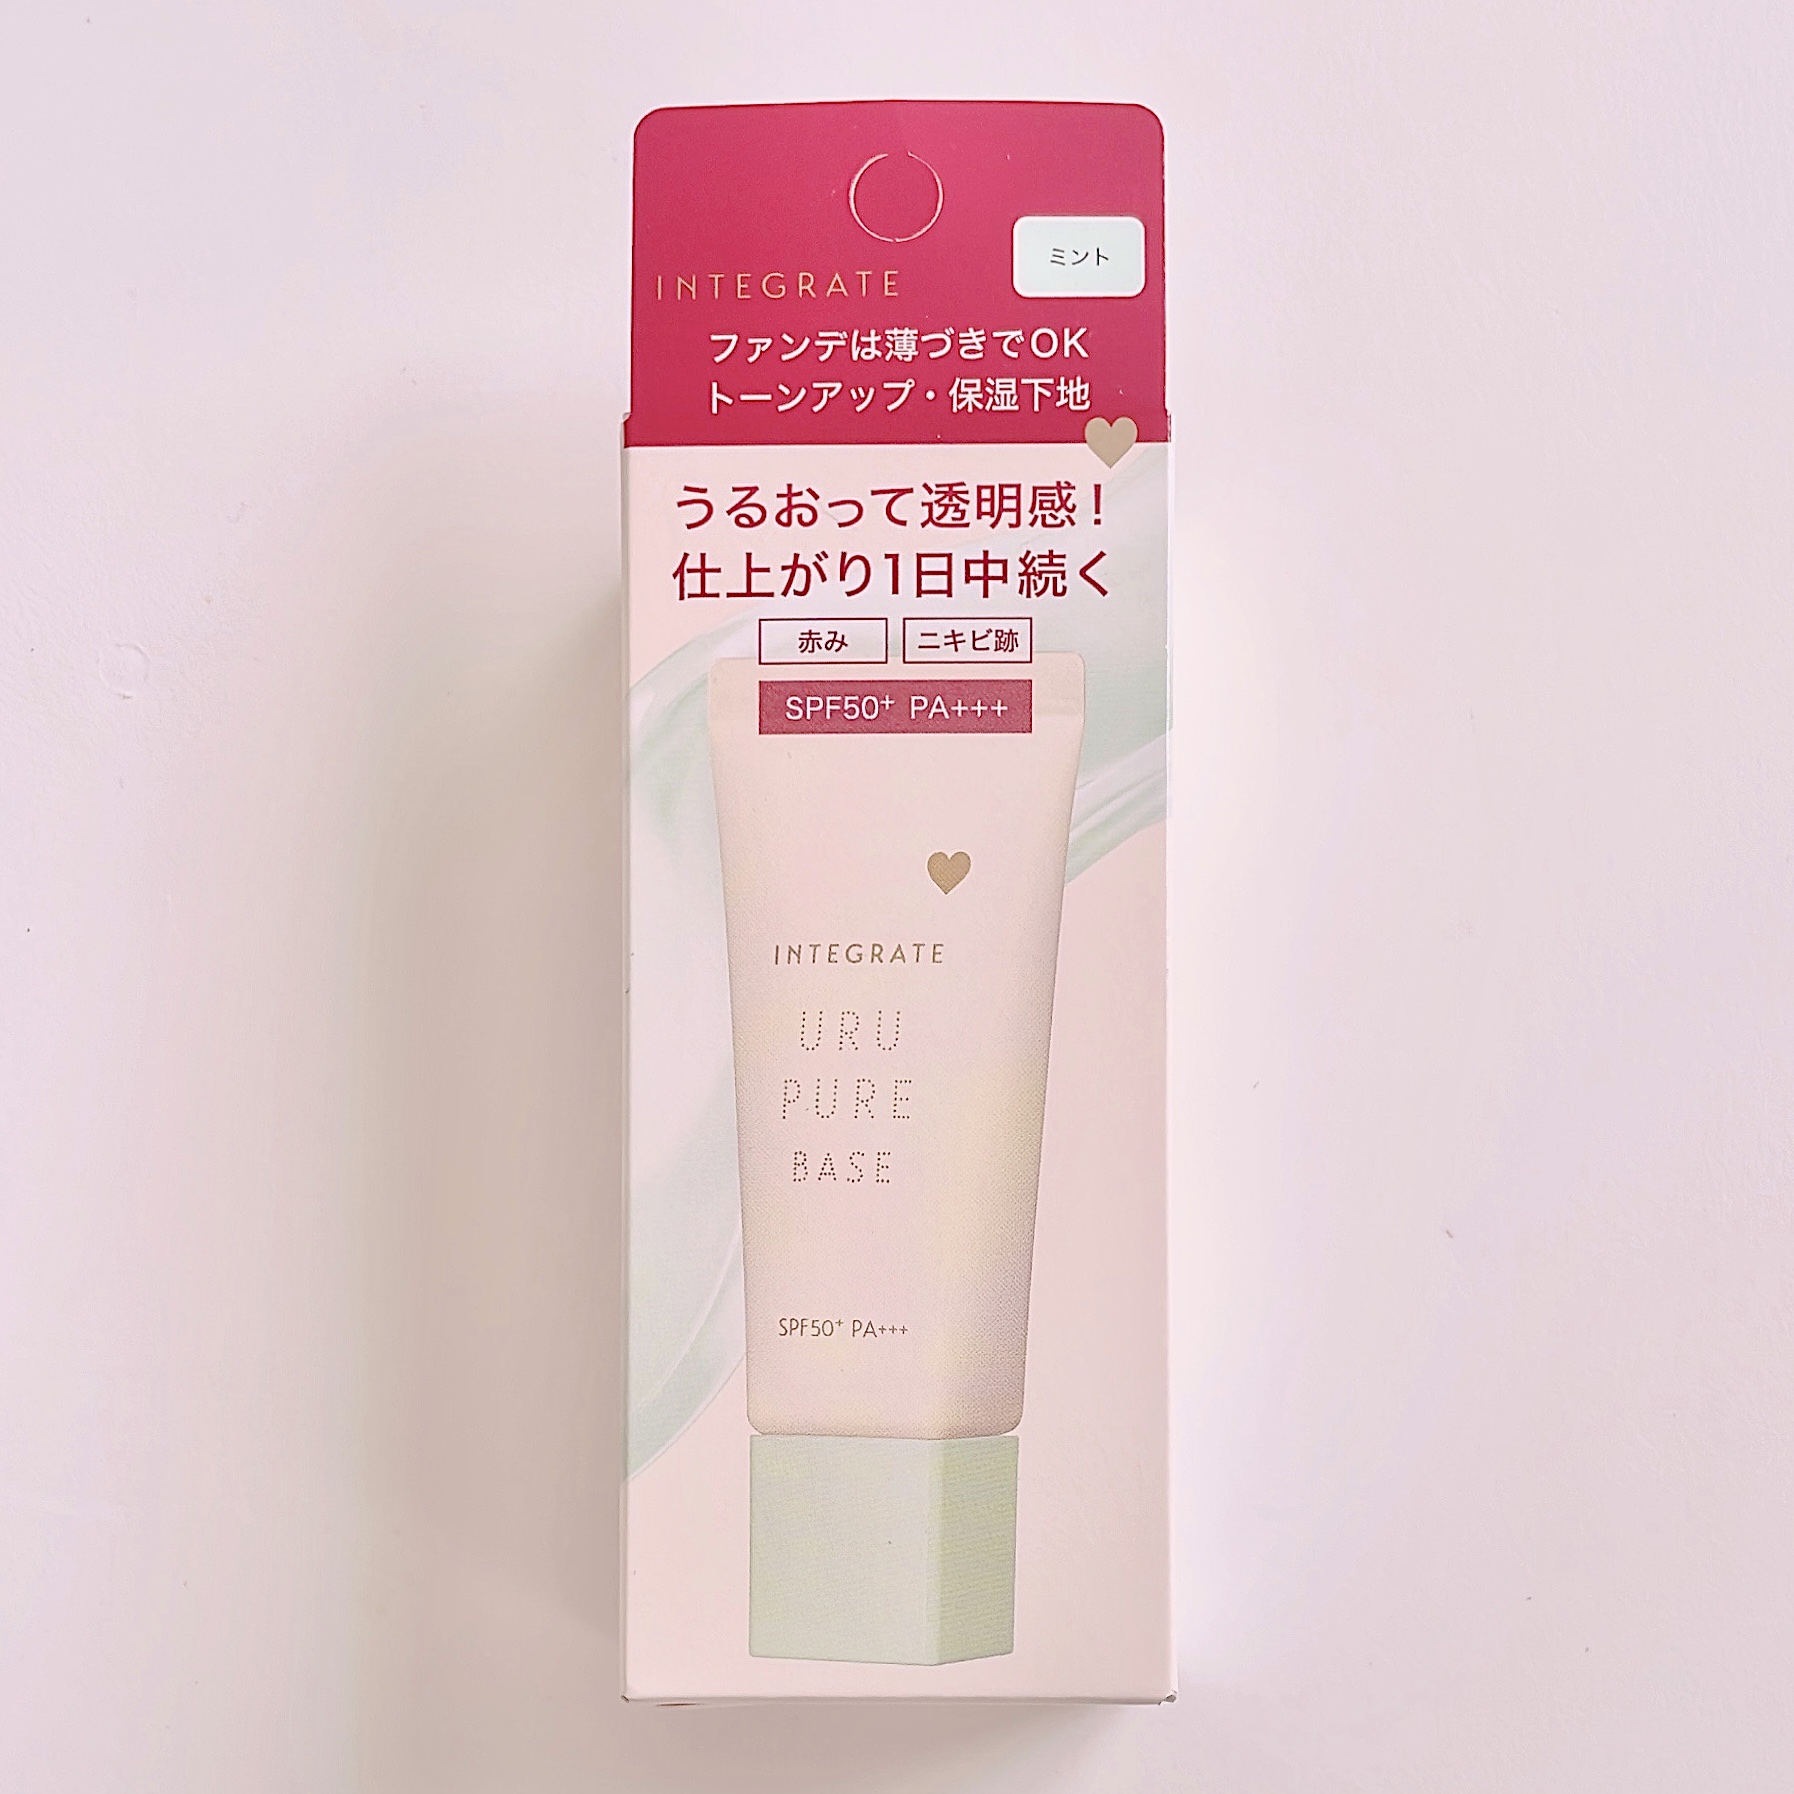 ミント
INTEGRATE
ファンデは薄づきでOK
トーンアップ・保湿下地
うるおって透明感!
仕上がり1日中続く
赤み ニキビ跡
SPF50+ PA+++
INTEGRATE
URU
PURE
BASE
SPF50+ PA+++